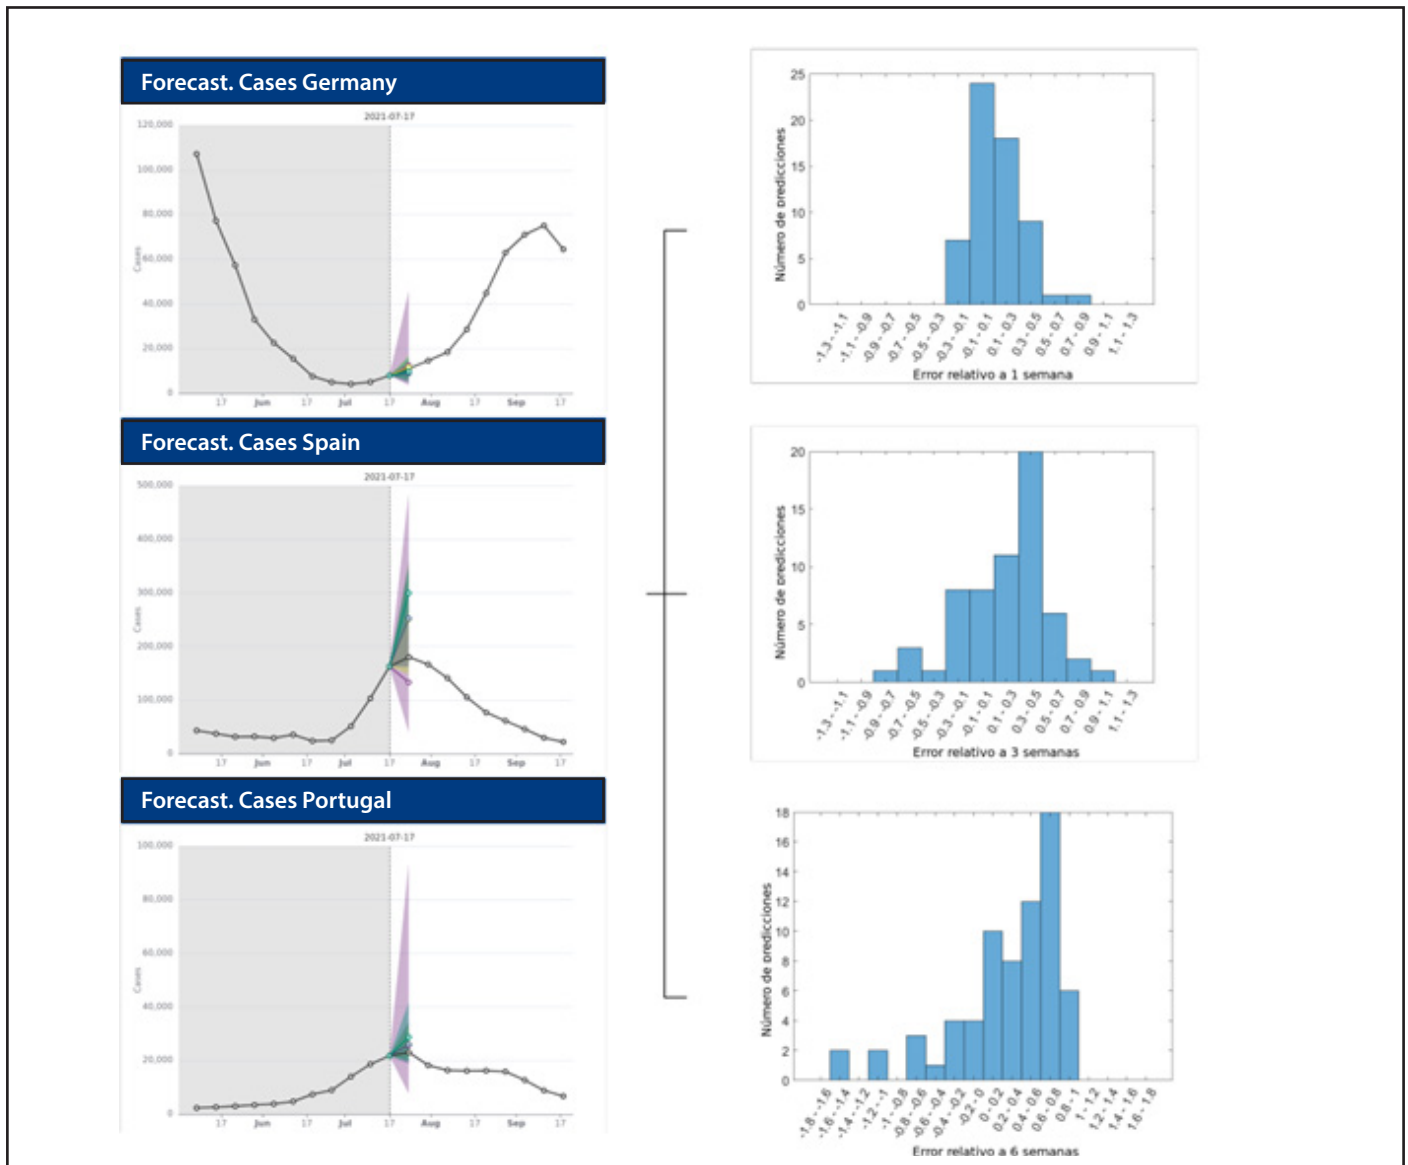 Forecast. Cases Germany
2021-07-17
120,000
100,000
80,000
60,000
40,000
20,000
0
Cases
17 Jun 17 Jul 17 Aug 17 Sep 17
Forecast. Cases Spain
2021-07-17
500,000
400,000
300,000
200,000
100,000
0
Cases
17 Jun 17 Jul 17 Aug 17 Sep 17
Forecast. Cases Portugal
2021-07-17
100,000
80,000
60,000
40,000
20,000
0
Cases
17 Jun 17 Jul 17 Aug 17 Sep 17
25
20
15
10
5
0
Número de predicciones
-1.3 - -1.1
-1.1 - -0.9
-0.9 - -0.7
-0.7 - -0.5
-0.5 - -0.3
-0.3 - -0.1
-0.1 - 0.1
0.1 - 0.3
0.3 - 0.5
0.5 - 0.7
0.7 - 0.9
0.9 - 1.1
1.1 - 1.3
Error relativo a 1 semana
20
15
10
5
0
Número de predicciones
-1.3 - -1.1
-1.1 - -0.9
-0.9 - -0.7
-0.7 - -0.5
-0.5 - -0.3
-0.3 - -0.1
-0.1 - 0.1
0.1 - 0.3
0.3 - 0.5
0.5 - 0.7
0.7 - 0.9
0.9 - 1.1
1.1 - 1.3
Error relativo a 3 semanas
18
16
14
12
10
8
6
4
2
0
Número de predicciones
-1.8 - -1.6
-1.6 - -1.4
-1.4 - -1.2
-1.2 - -1
-1 - -0.8
-0.8 - -0.6
-0.6 - -0.4
-0.4 - -0.2
-0.2 - 0
0 - 0.2
0.2 - 0.4
0.4 - 0.6
0.6 - 0.8
0.8 - 1
1 - 1.2
1.2 - 1.4
1.4 - 1.6
1.6 - 1.8
Error relativo a 6 semanas